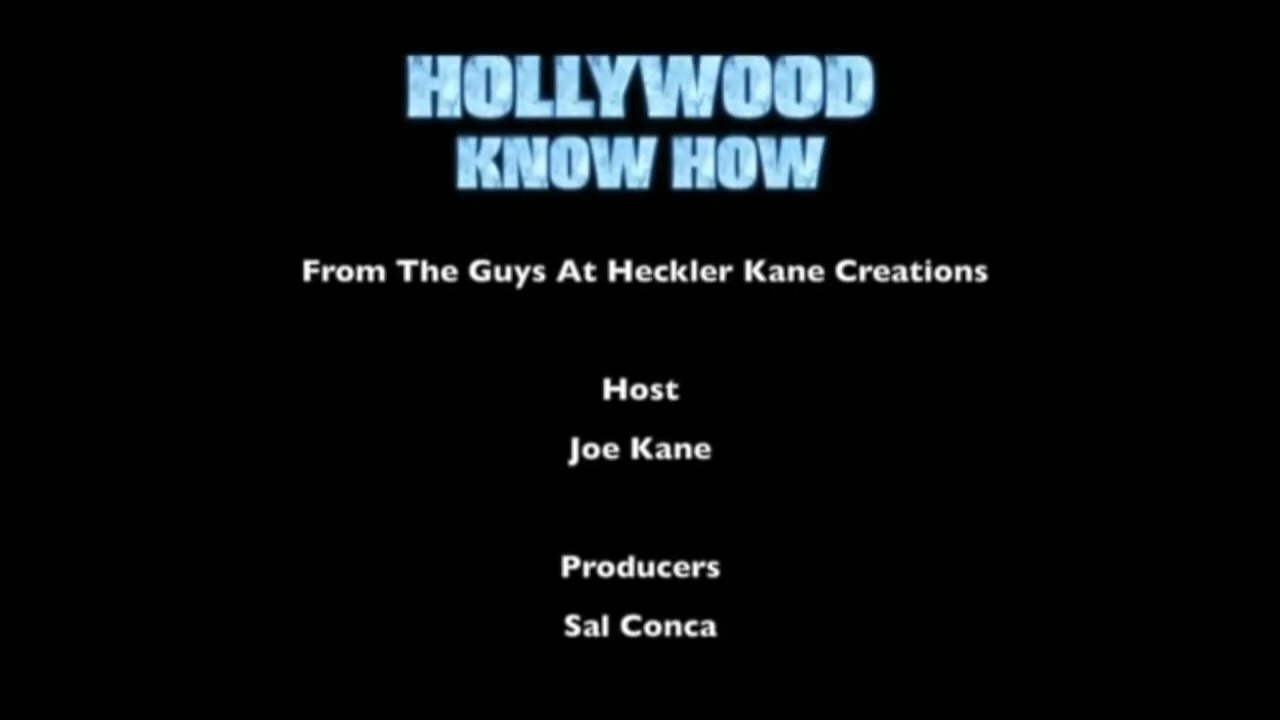 HOLLYWOOD
KNOW HOW
From The Guys At Heckler Kane Creations
Host
Joe Kane
Producers
Sal Conca